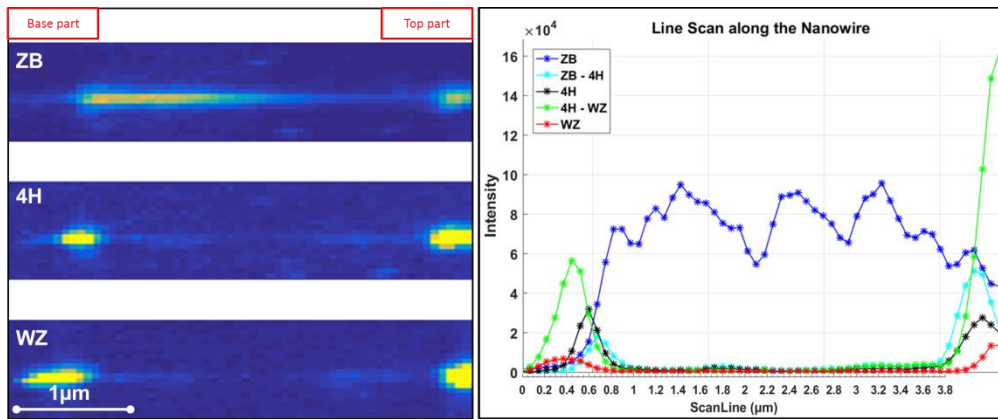 Base part
Top part
ZB
4H
WZ
1µm
Line Scan along the Nanowire
×10⁴
16
14
12
10
8
6
4
2
0
Intensity
ZB
ZB - 4H
4H
4H - WZ
WZ
0 0.2 0.4 0.6 0.8 1 1.2 1.4 1.6 1.8 2 2.2 2.4 2.6 2.8 3 3.2 3.4 3.6 3.8
ScanLine (µm)